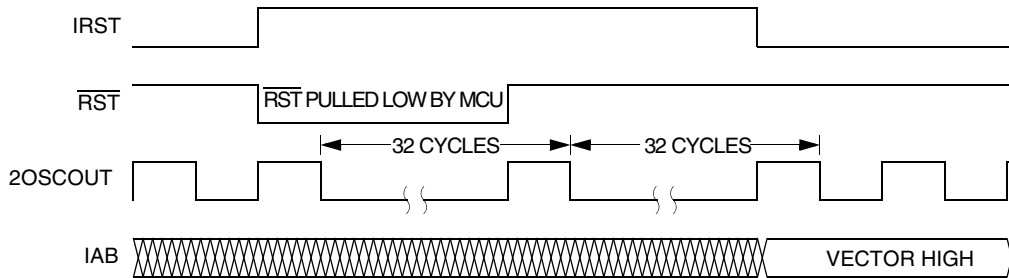 IRST
RST
RST PULLED LOW BY MCU
32 CYCLES
32 CYCLES
2OSCOUT
IAB
VECTOR HIGH